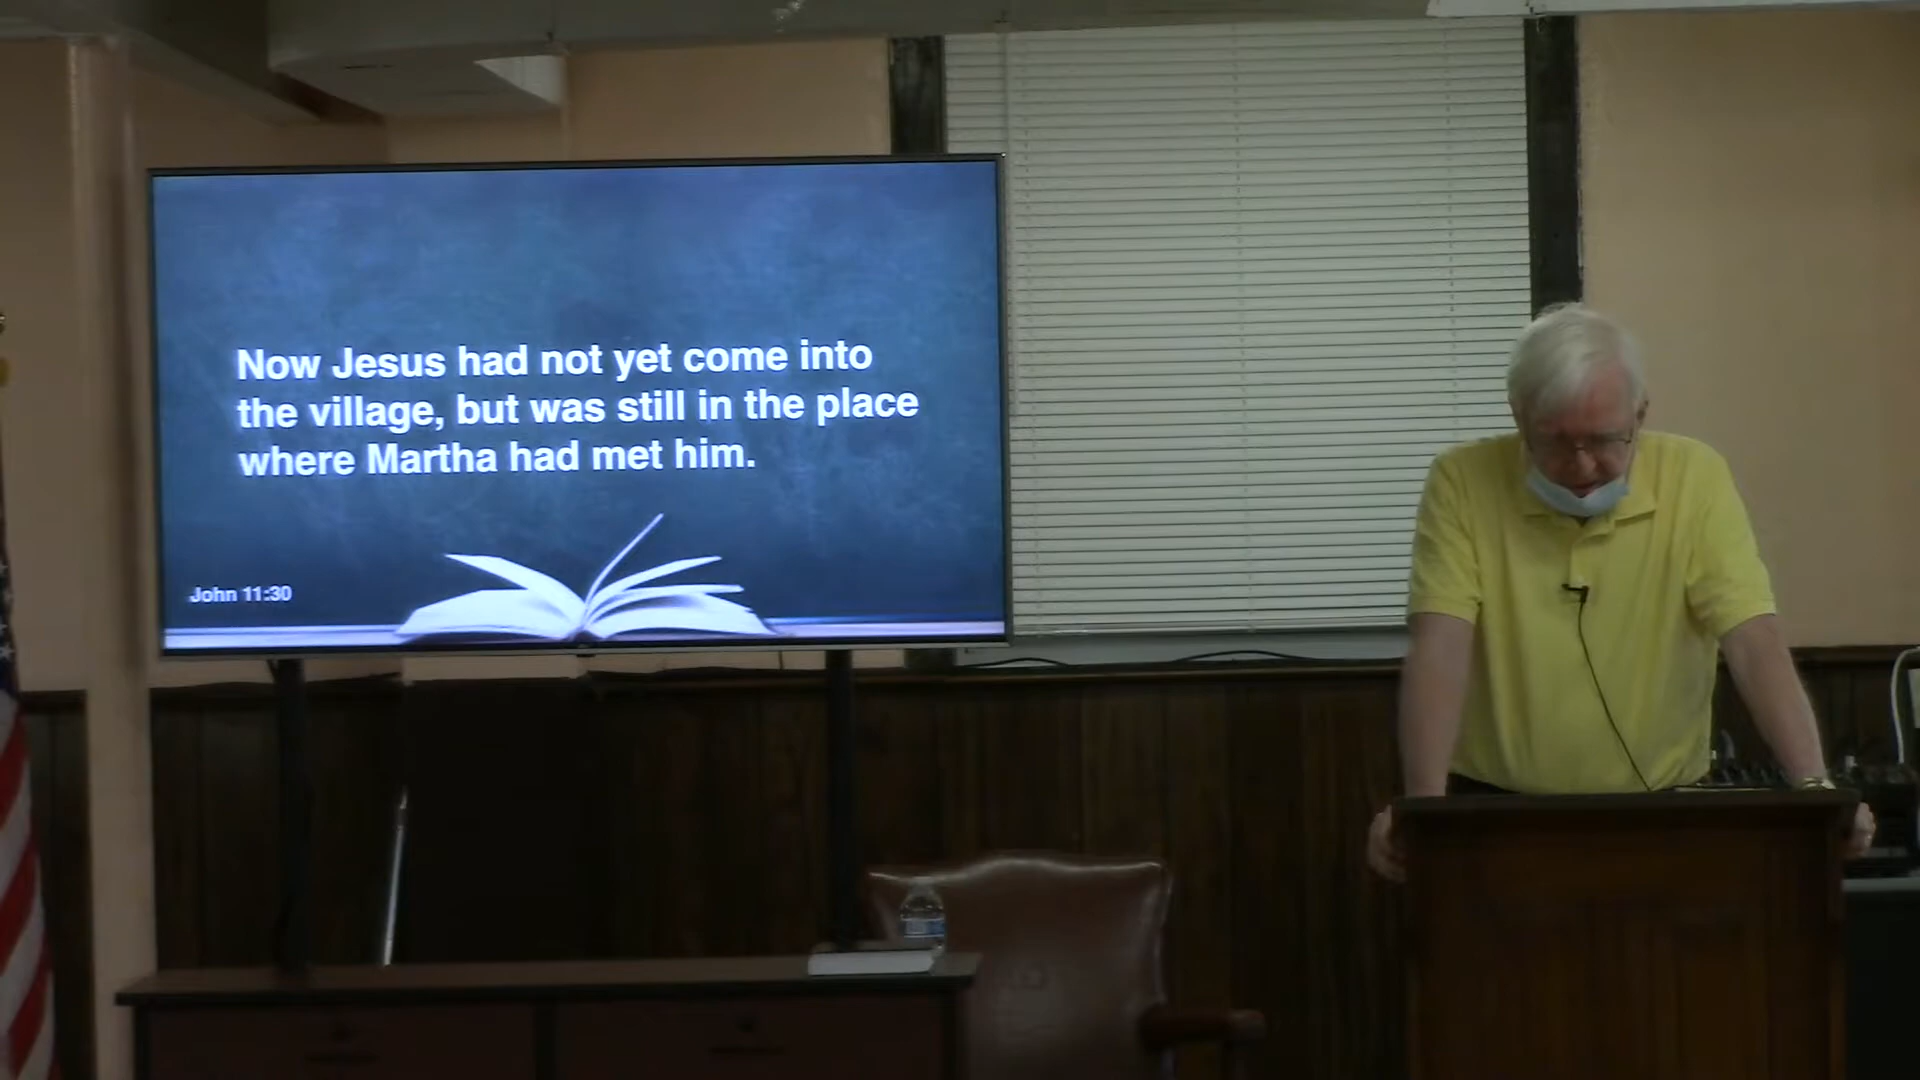 Now Jesus had not yet come into
the village, but was still in the place
where Martha had met him.
John 11:30